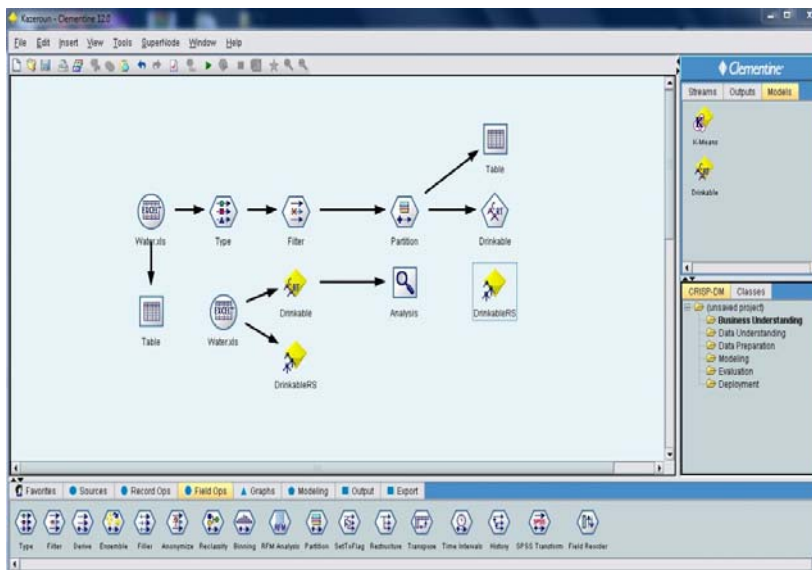 Kazeroun - Clementine 12.0
File Edit Insert View Tools SuperNode Window Help
Clementine
Streams Outputs Models
K-Means
Drinkable
Table
Water.xls Type Filter Partition Drinkable
Table Water.xls Drinkable Analysis DrinkableRS
DrinkableRS
CRISP-DM Classes
(unsaved project)
Business Understanding
Data Understanding
Data Preparation
Modeling
Evaluation
Deployment
Favorites Sources Record Ops Field Ops Graphs Modeling Output Export
Type Filter Derive Ensemble Filler Anonymize Reclassify Binning RFM Analysis Partition SetToFlag Restructure Transpose Time Intervals History SPSS Transform Field Reorder